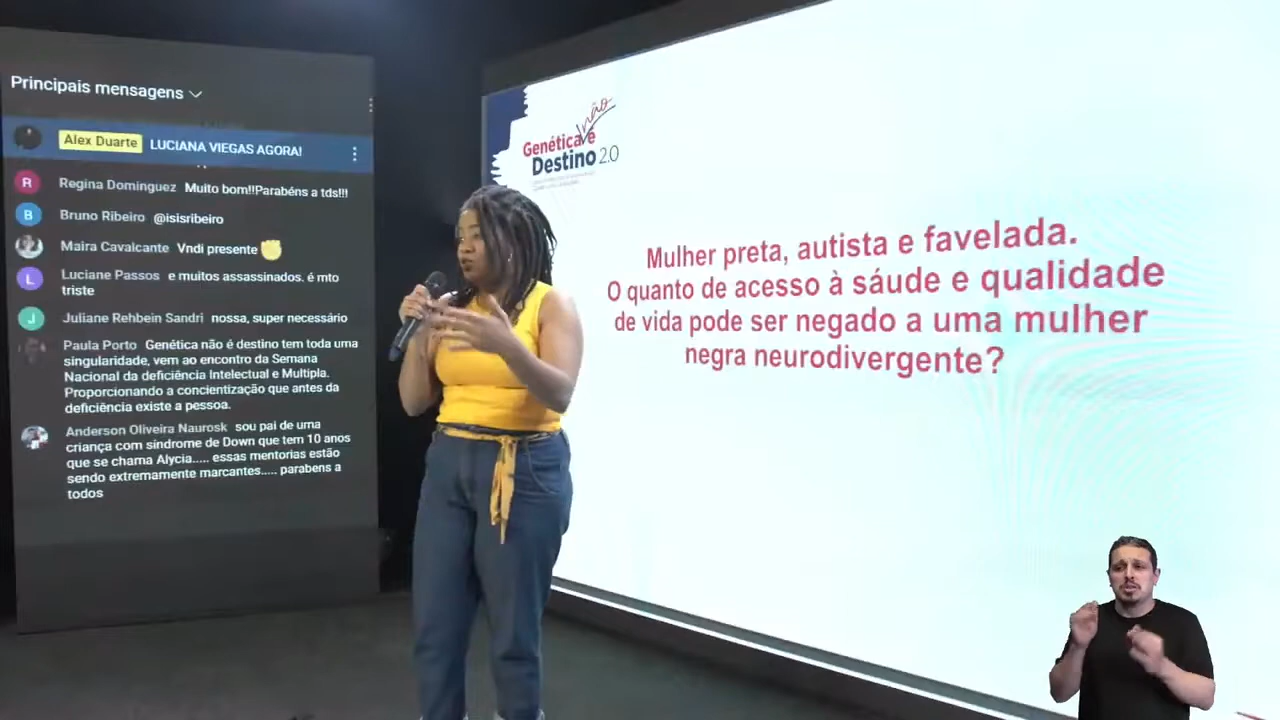 Principais mensagens
Alex Duarte LUCIANA VIEGAS AGORA!
Regina Dominguez Muito bom!!Parabéns a tds!!!
Bruno Ribeiro @isisribeiro
Maira Cavalcante Vndi presente ✊
Luciane Passos e muitos assassinados. é mto
triste
Juliane Rehbein Sandri nossa, super necessário
Paula Porto Genética não é destino tem toda uma
singularidade, vem ao encontro da Semana
Nacional da deficiência Intelectual e Multipla.
Proporcionando a concientização que antes da
deficiência existe a pessoa.
Anderson Oliveira Naurosk sou pai de uma
criança com síndrome de Down que tem 10 anos
que se chama Alycia..... essas mentorias estão
sendo extremamente marcantes..... parabens a
todos
R
B
L
J
não
Genética é
Destino 2.0
Mulher preta, autista e favelada.
O quanto de acesso à sáude e qualidade
de vida pode ser negado a uma mulher
negra neurodivergente?